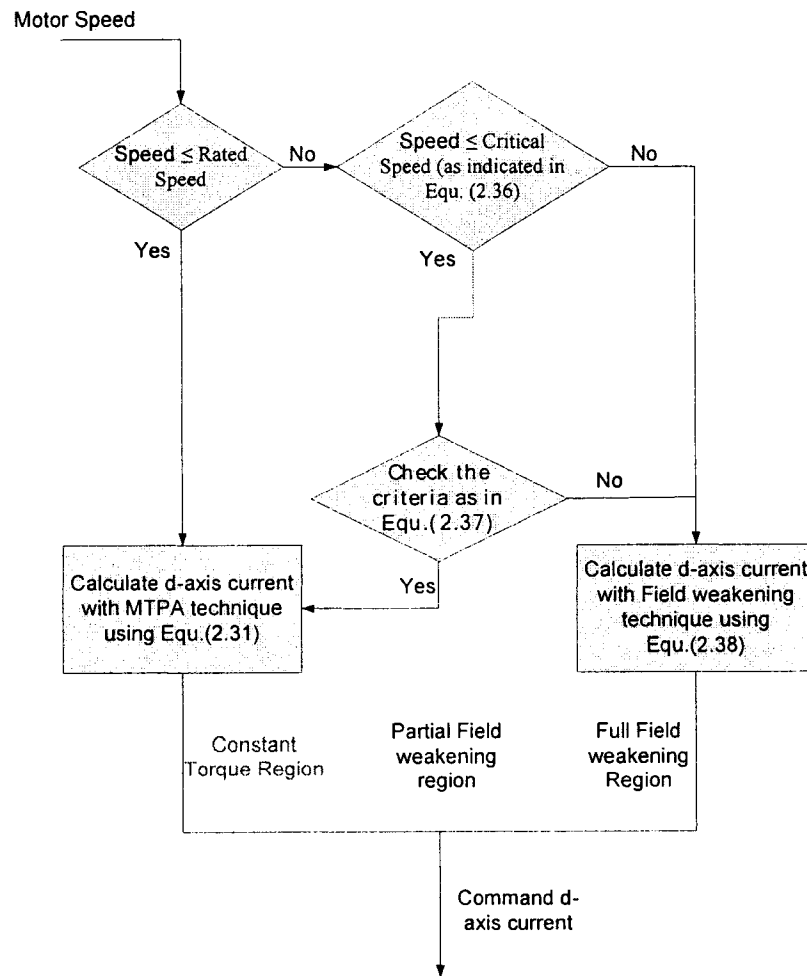 Motor Speed
Speed ≤ Rated
Speed
No
Speed ≤ Critical
Speed (as indicated in
Equ. (2.36)
No
Yes
Yes
Check the
criteria as in
Equ.(2.37)
No
Yes
Calculate d-axis current
with MTPA technique
using Equ.(2.31)
Calculate d-axis current
with Field weakening
technique using
Equ.(2.38)
Constant
Torque Region
Partial Field
weakening
region
Full Field
weakening
Region
Command d-
axis current